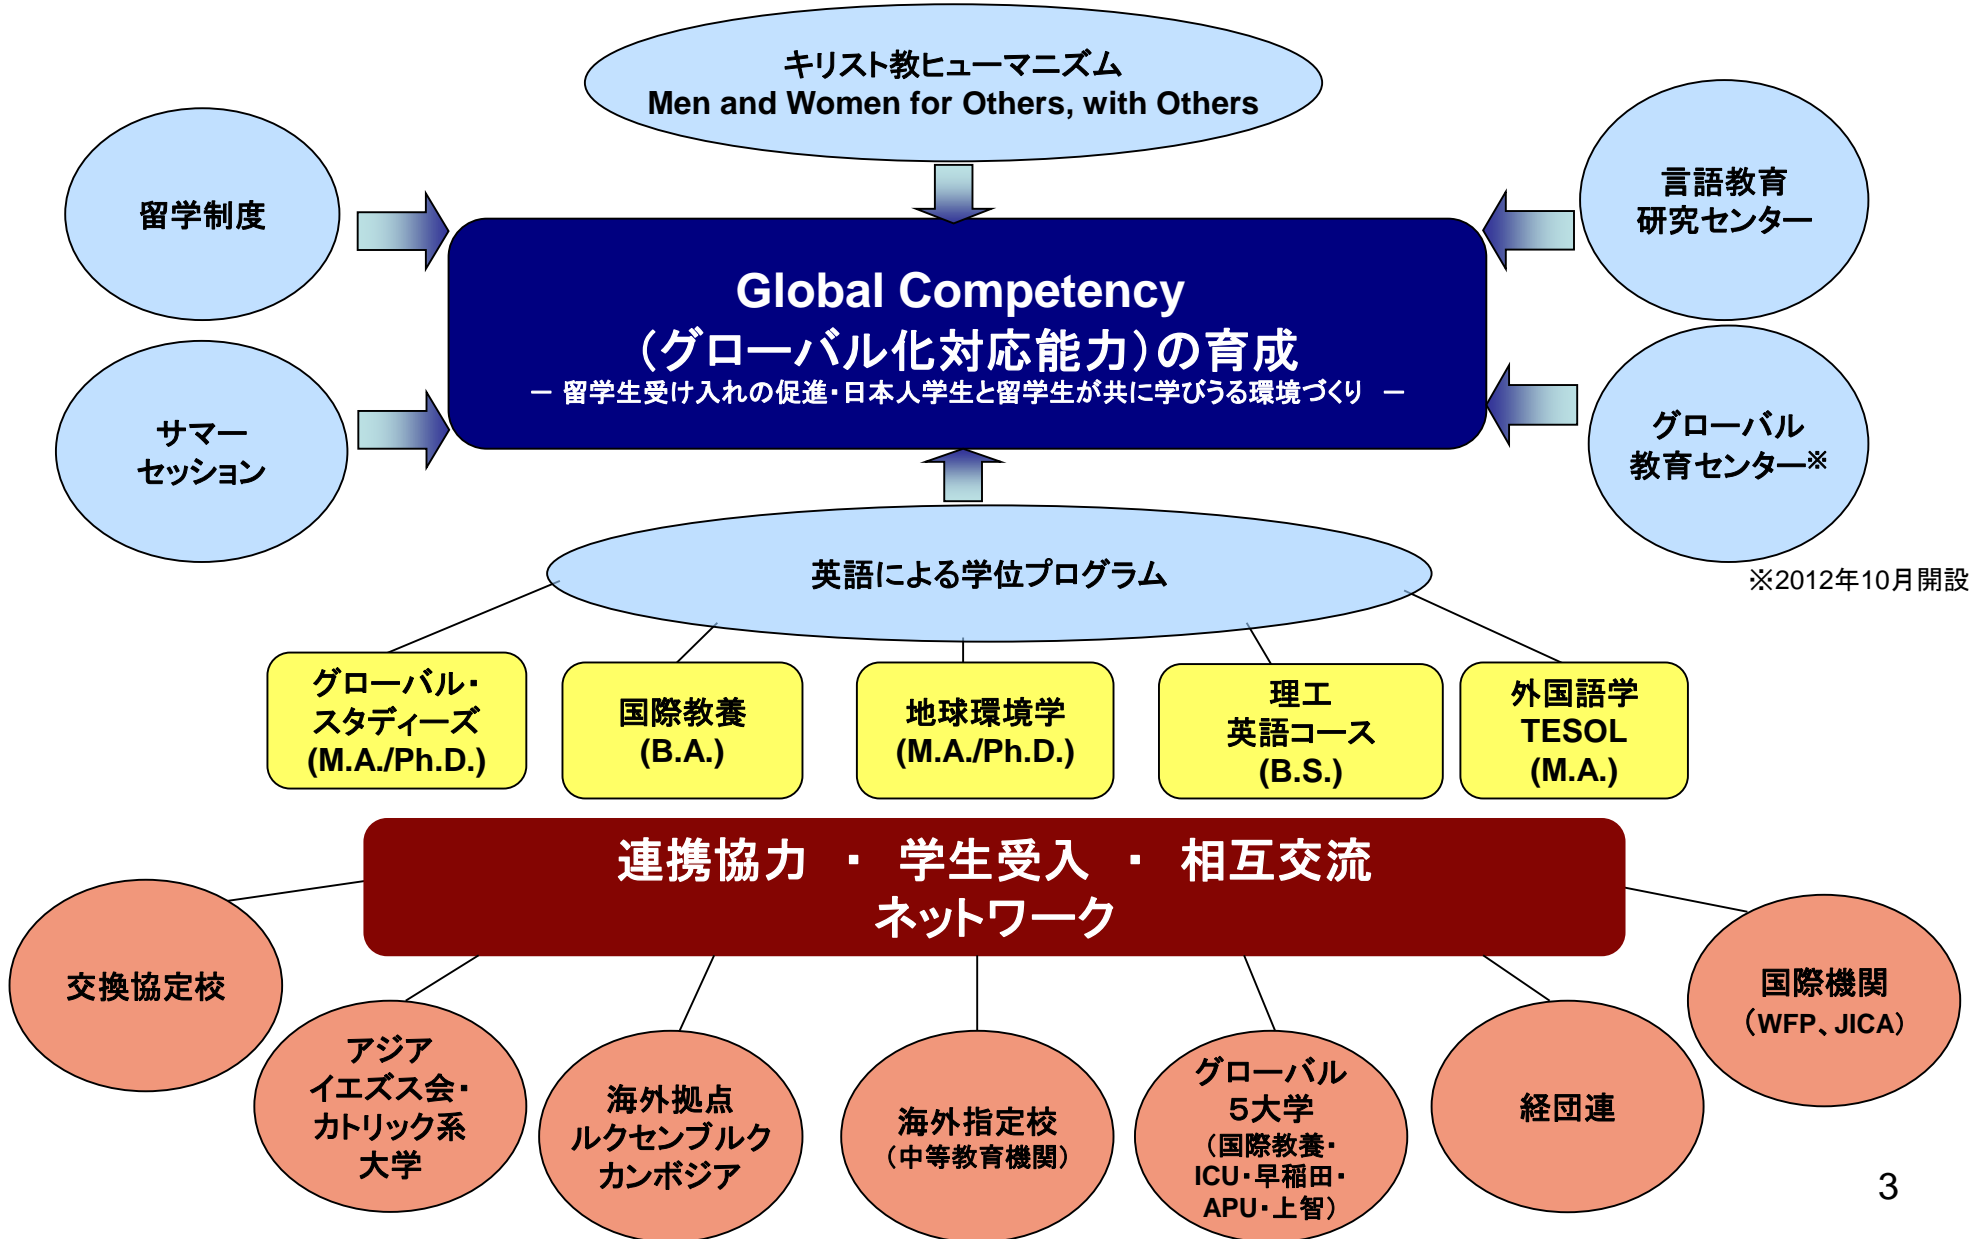 キリスト教ヒューマニズム
Men and Women for Others, with Others
留学制度
言語教育
研究センター
Global Competency
（グローバル化対応能力）の育成
－ 留学生受け入れの促進・日本人学生と留学生が共に学びうる環境づくり －
サマー
セッション
グローバル
教育センター※
※2012年10月開設
英語による学位プログラム
グローバル・
スタディーズ
(M.A./Ph.D.)
国際教養
(B.A.)
地球環境学
(M.A./Ph.D.)
理工
英語コース
(B.S.)
外国語学
TESOL
(M.A.)
連携協力 ・ 学生受入 ・ 相互交流
ネットワーク
交換協定校
アジア
イエズス会・
カトリック系
大学
海外拠点
ルクセンブルク
カンボジア
海外指定校
（中等教育機関）
グローバル
５大学
（国際教養・
ICU・早稲田・
APU・上智）
経団連
国際機関
（WFP、JICA）
3